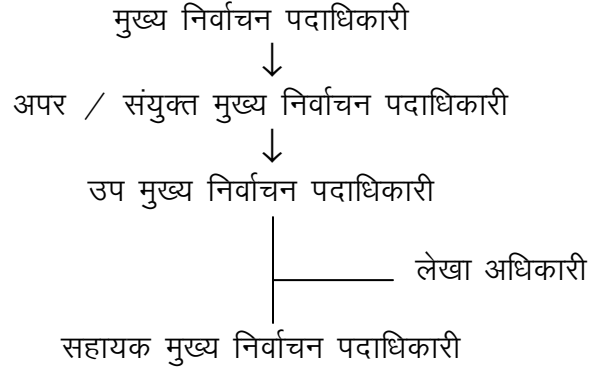 मुख्य निर्वाचन पदाधिकारी
अपर / संयुक्त मुख्य निर्वाचन पदाधिकारी
उप मुख्य निर्वाचन पदाधिकारी
लेखा अधिकारी
सहायक मुख्य निर्वाचन पदाधिकारी